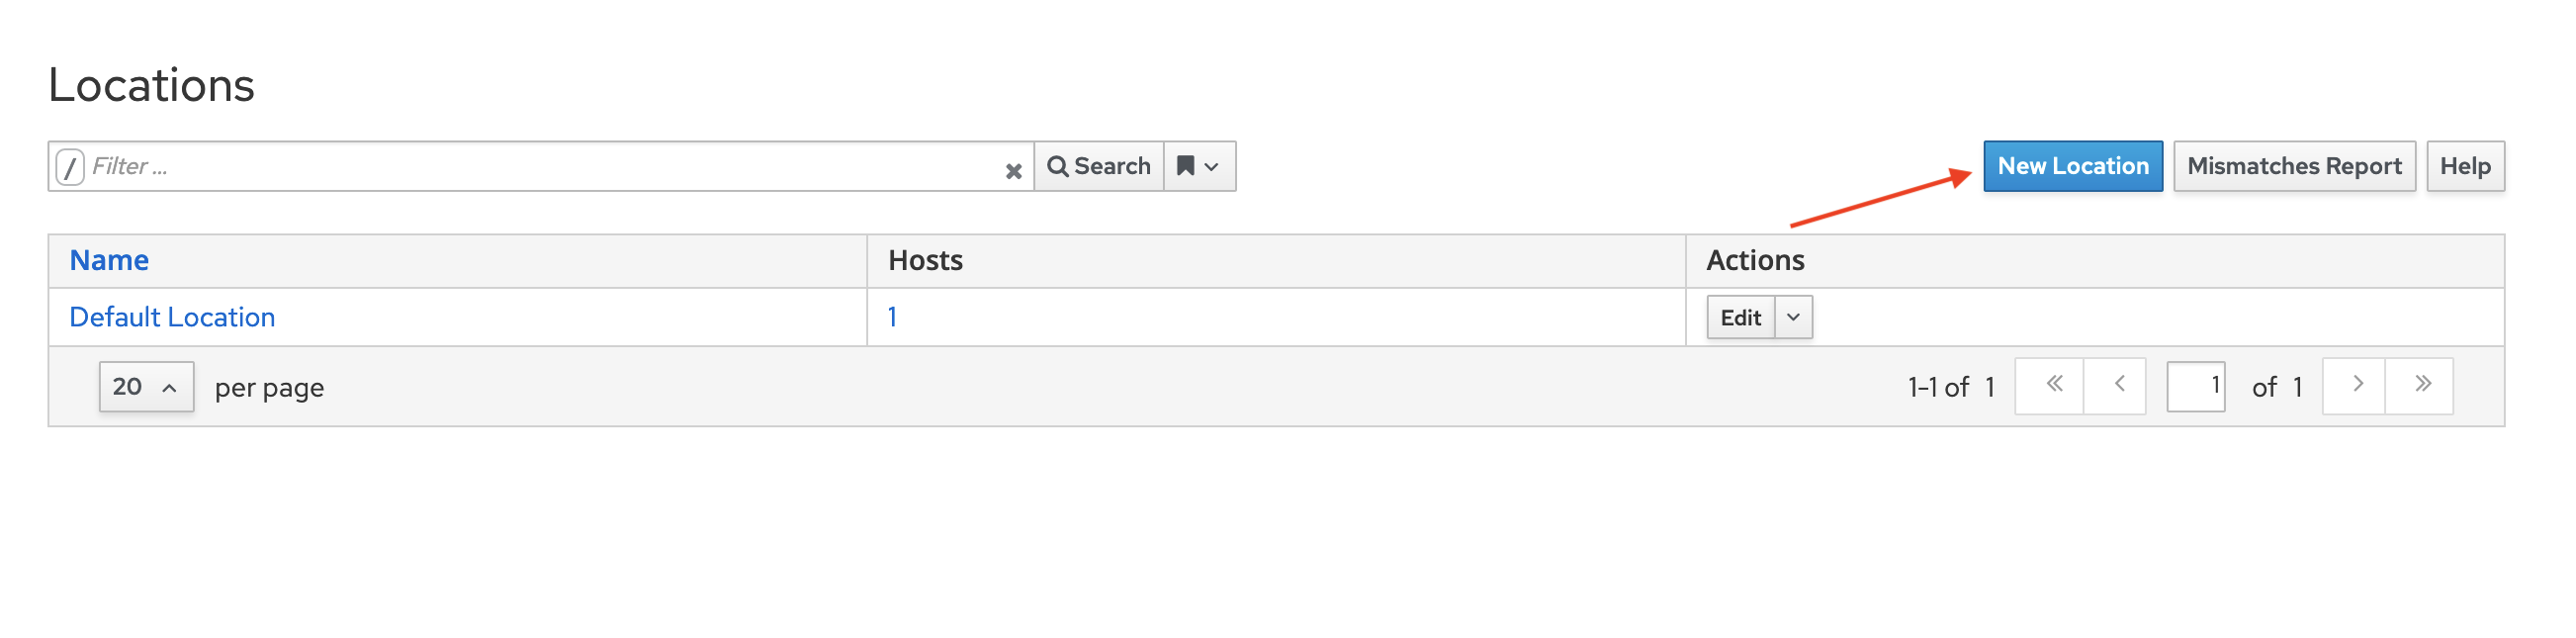 Locations
/ Filter ... Search New Location Mismatches Report Help
Name Hosts Actions
Default Location 1 Edit
20 per page 1-1 of 1 1 of 1